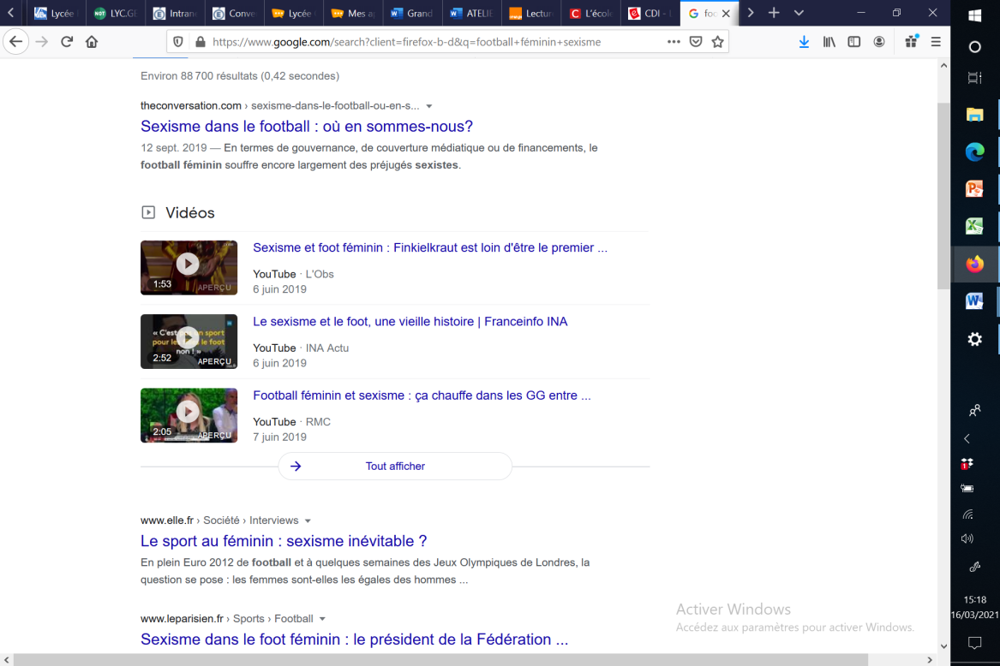 Lycée
LYC.GE
Intran
Conve
Lycée
Mes a
Grand
ATELIE
Lectur
L'école
CDI -
foo
https://www.google.com/search?client=firefox-b-d&q=football+féminin+sexisme
Environ 88 700 résultats (0,42 secondes)
theconversation.com › sexisme-dans-le-football-ou-en-s...
Sexisme dans le football : où en sommes-nous?
12 sept. 2019 — En termes de gouvernance, de couverture médiatique ou de financements, le
football féminin souffre encore largement des préjugés sexistes.
Vidéos
Sexisme et foot féminin : Finkielkraut est loin d'être le premier ...
YouTube · L'Obs
6 juin 2019
1:53
APERÇU
Le sexisme et le foot, une vieille histoire | Franceinfo INA
YouTube · INA Actu
6 juin 2019
« C'est un sport
pour le foot
non ! »
2:52
APERÇU
Football féminin et sexisme : ça chauffe dans les GG entre ...
YouTube · RMC
7 juin 2019
2:05
APERÇU
Tout afficher
www.elle.fr › Société › Interviews
Le sport au féminin : sexisme inévitable ?
En plein Euro 2012 de football et à quelques semaines des Jeux Olympiques de Londres, la
question se pose : les femmes sont-elles les égales des hommes ...
www.leparisien.fr › Sports › Football
Sexisme dans le foot féminin : le président de la Fédération ...
Activer Windows
Accédez aux paramètres pour activer Windows.
15:18
16/03/2021